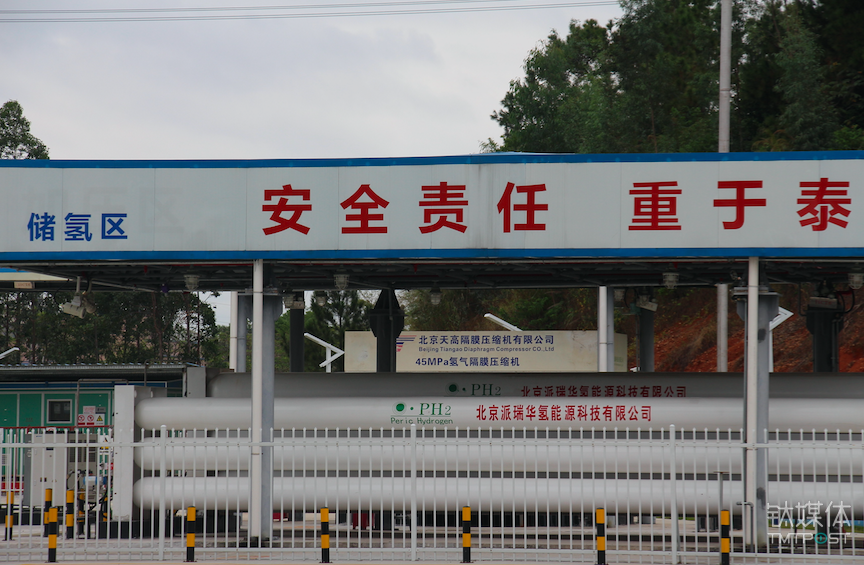 储氢区 安全责任 重于泰
北京天高隔膜压缩机有限公司
Beijing Tiangao Diaphragm Compressor CO.,Ltd
45MPa氢气隔膜压缩机
PH2 北京派瑞华氢能源科技有限公司
PH2 北京派瑞华氢能源科技有限公司
Peric Hydrogen
钛媒体
TMTPOST